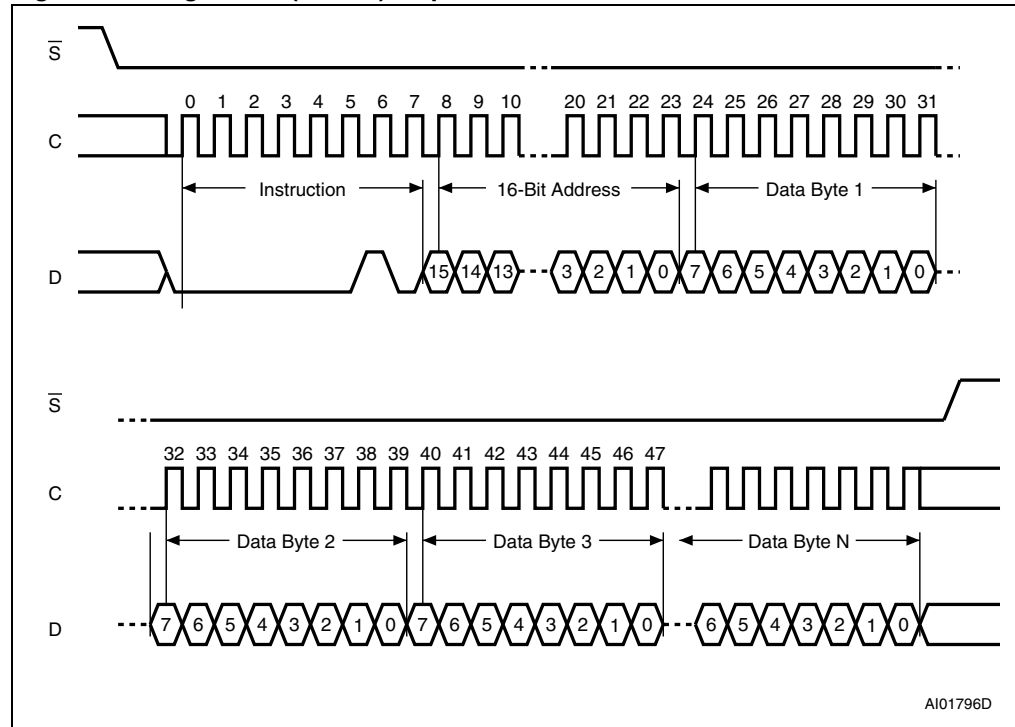 S
0 1 2 3 4 5 6 7 8 9 10 20 21 22 23 24 25 26 27 28 29 30 31
C
Instruction 16-Bit Address Data Byte 1
D 15 14 13 3 2 1 0 7 6 5 4 3 2 1 0
S
32 33 34 35 36 37 38 39 40 41 42 43 44 45 46 47
C
Data Byte 2 Data Byte 3 Data Byte N
D 7 6 5 4 3 2 1 0 7 6 5 4 3 2 1 0 6 5 4 3 2 1 0
AI01796D